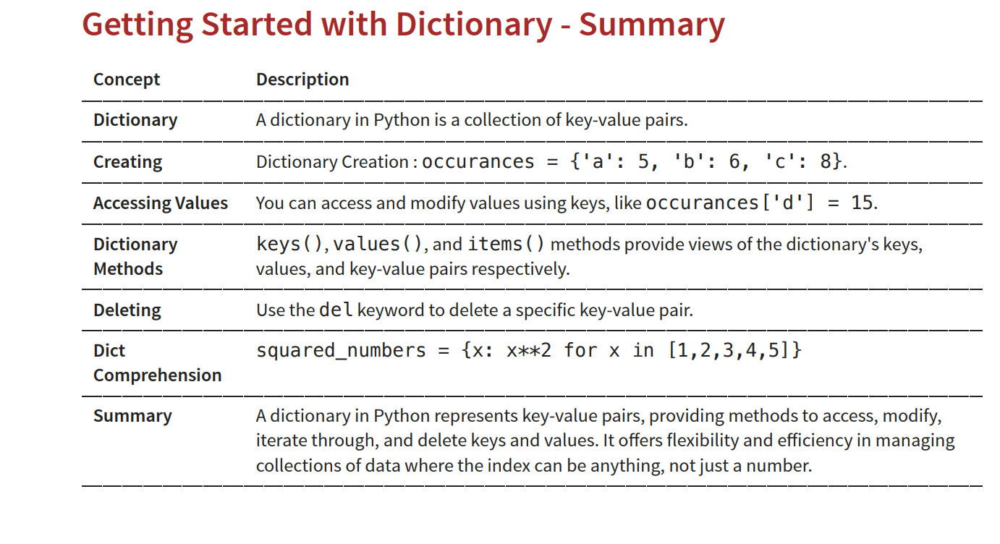 Getting Started with Dictionary - Summary
Concept Description
Dictionary A dictionary in Python is a collection of key-value pairs.
Creating Dictionary Creation : occurances = {'a': 5, 'b': 6, 'c': 8}.
Accessing Values You can access and modify values using keys, like occurances['d'] = 15.
Dictionary keys(), values(), and items() methods provide views of the dictionary's keys,
Methods values, and key-value pairs respectively.
Deleting Use the del keyword to delete a specific key-value pair.
Dict squared_numbers = {x: x**2 for x in [1,2,3,4,5]}
Comprehension
Summary A dictionary in Python represents key-value pairs, providing methods to access, modify,
iterate through, and delete keys and values. It offers flexibility and efficiency in managing
collections of data where the index can be anything, not just a number.